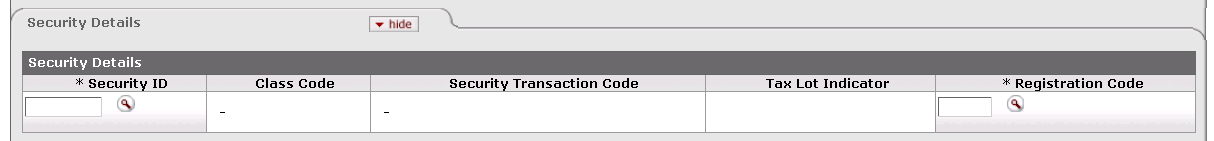 Security Details hide
Security Details
* Security ID Class Code Security Transaction Code Tax Lot Indicator * Registration Code
- -